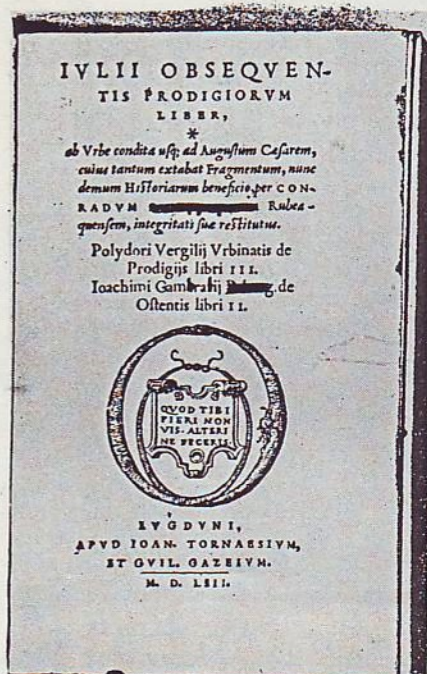 IVLII OBSEQVEN-
TIS PRODIGIORVM
LIBER,
*
ab Vrbe condita usq; ad Augustum Cæsarem,
cuius tantum extabat Fragmentum, nunc
demum Historiarum beneficio, per CON-
RADVM Rubea-
quensem, integritati suæ restitutus.
Polydori Vergilij Vrbinatis de
Prodigijs libri III.
Ioachimi de
Ostentis libri II.
QVOD TIBI
FIERI NON
VIS, ALTERI
NE FECERIS
LVGDVNI,
APVD IOAN. TORNAESIVM,
ET GVIL. GAZEIVM.
M. D. LIII.